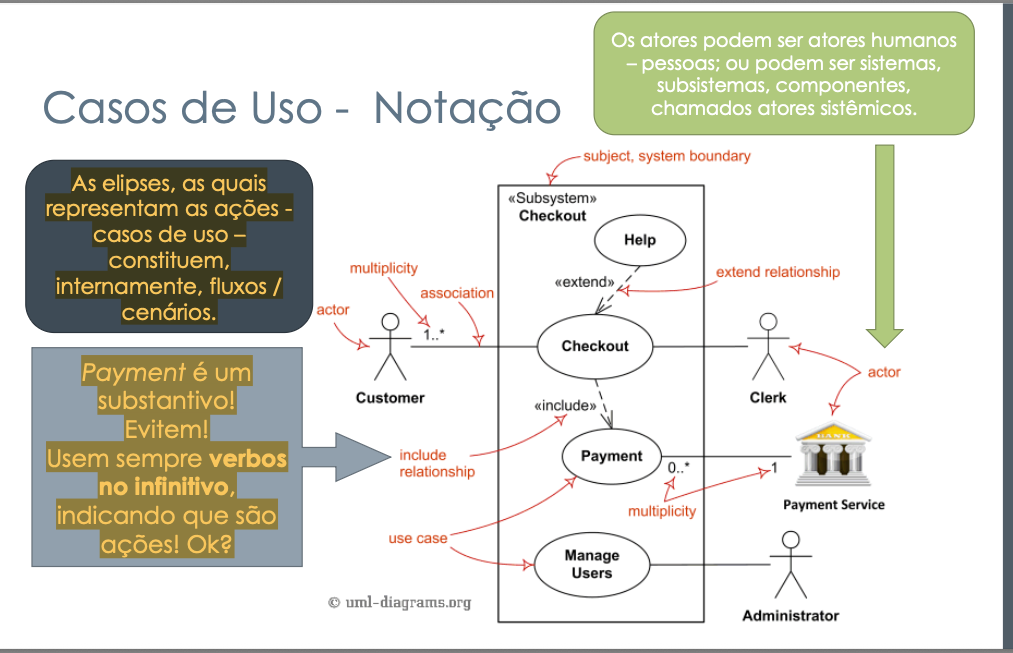 Os atores podem ser atores humanos
– pessoas; ou podem ser sistemas,
subsistemas, componentes,
chamados atores sistêmicos.
Casos de Uso - Notação
As elipses, as quais
representam as ações -
casos de uso –
constituem,
internamente, fluxos /
cenários.
Payment é um
substantivo!
Evitem!
Usem sempre verbos
no infinitivo,
indicando que são
ações! Ok?
subject, system boundary
«Subsystem»
Checkout
Help
«extend»
extend relationship
multiplicity
association
actor
1..*
Checkout
Customer
Clerk
actor
«include»
include
relationship
Payment
0..*
1
BANK
Payment Service
multiplicity
use case
Manage
Users
Administrator
© uml-diagrams.org